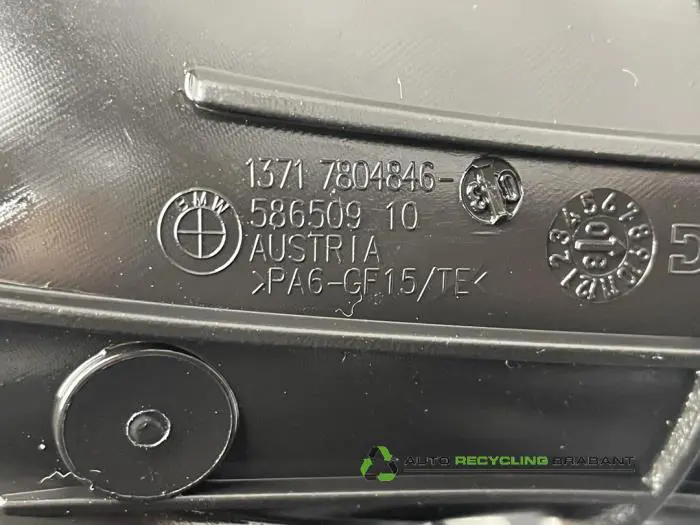 1371 7804846-
BMW
586509 10
AUSTRIA
>PA6-GF15/TE<
AUTO RECYCLING BRABANT